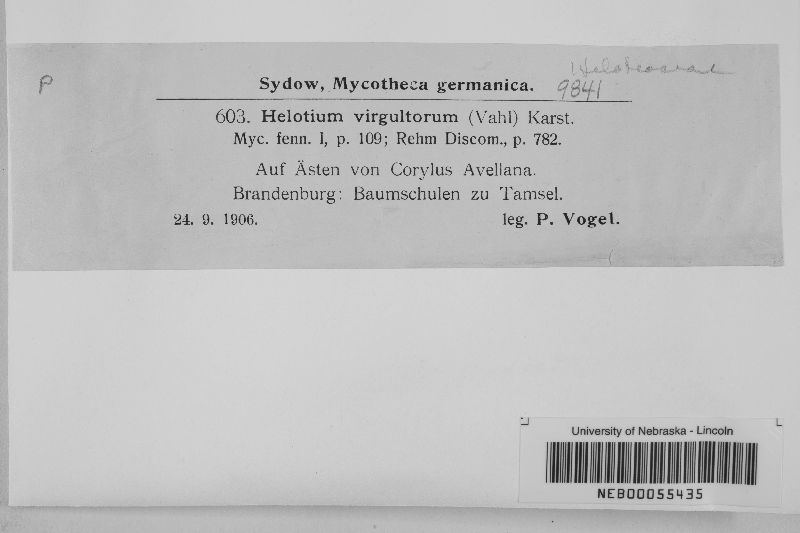 P
Sydow, Mycotheca germanica.
9841
603. Helotium virgultorum (Vahl) Karst.
Myc. fenn. I, p. 109; Rehm Discom., p. 782.
Auf Ästen von Corylus Avellana.
Brandenburg: Baumschulen zu Tamsel.
24. 9. 1906. leg. P. Vogel.
University of Nebraska - Lincoln
NEB00055435